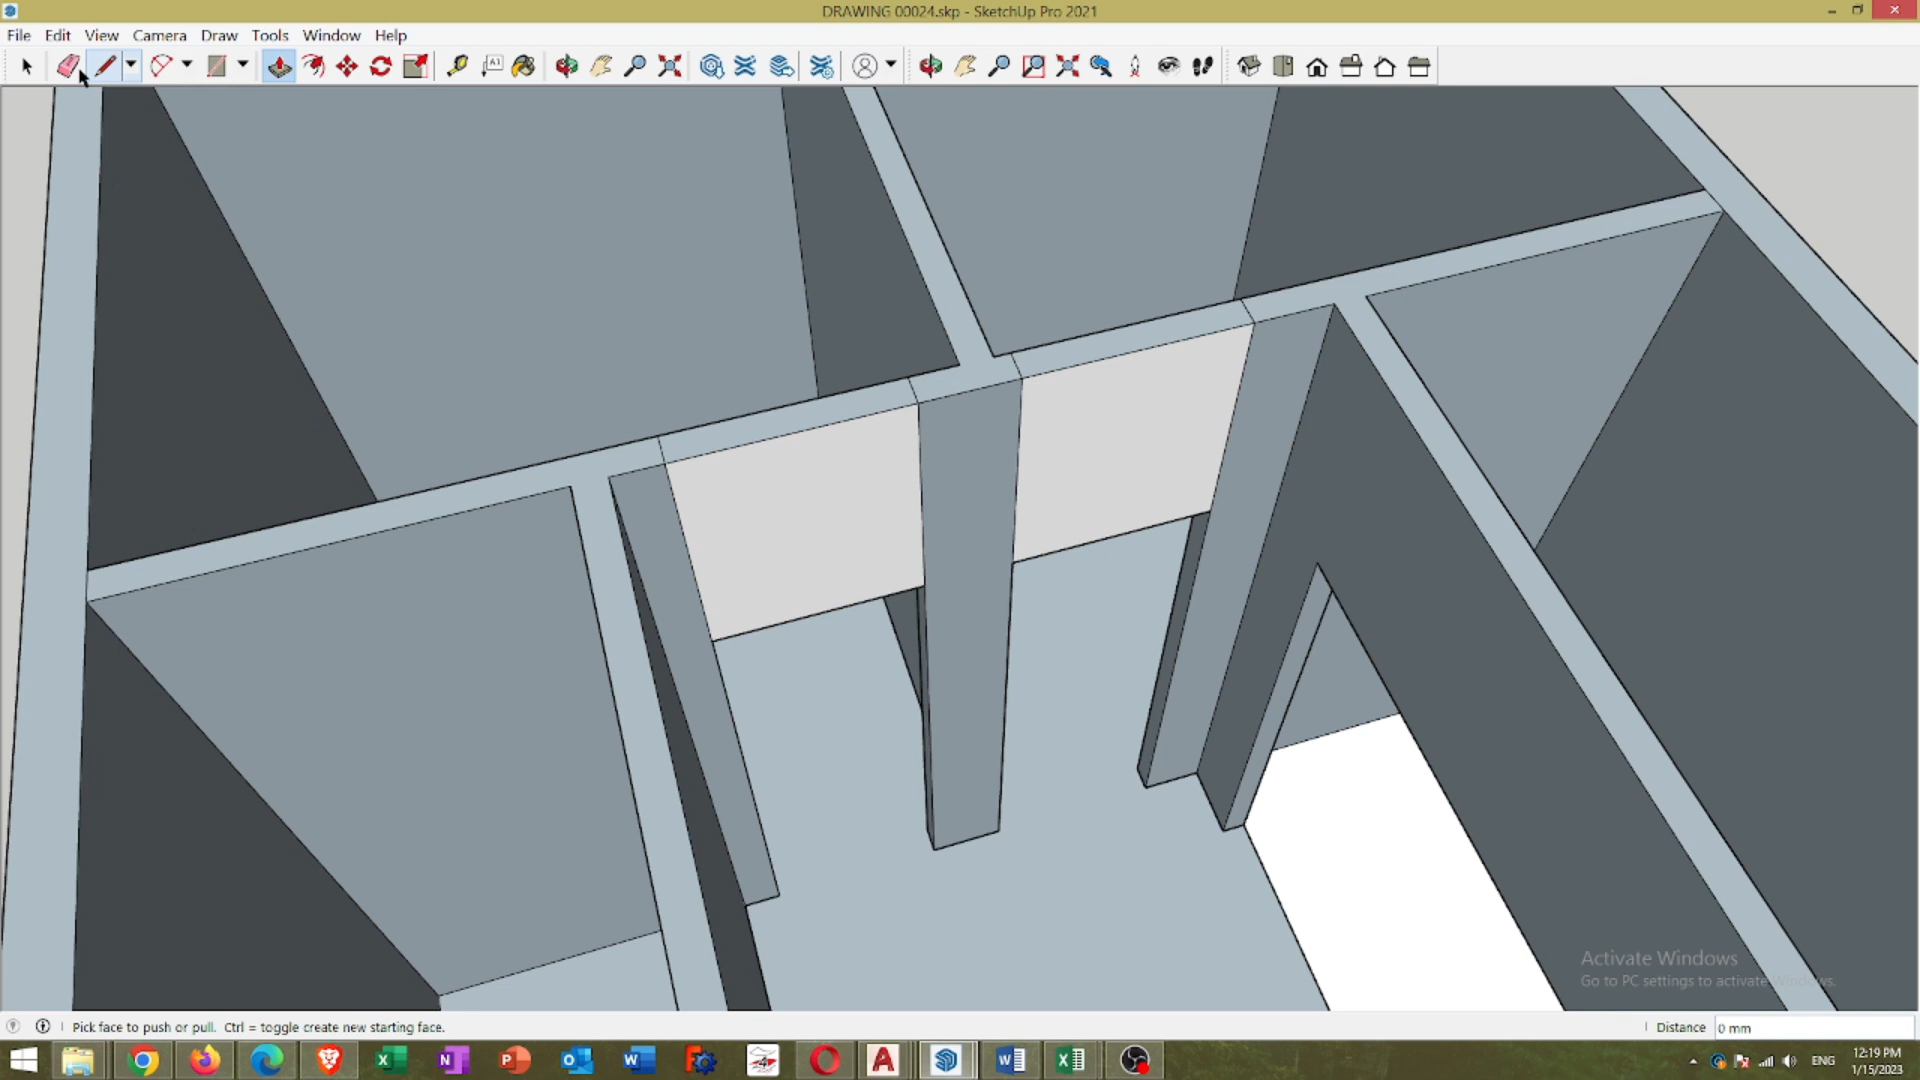 DRAWING 00024.skp - SketchUp Pro 2021
File Edit View Camera Draw Tools Window Help
A1
Activate Windows
Go to PC settings to activate Windows.
Pick face to push or pull. Ctrl = toggle create new starting face.
Distance 0 mm
ENG
12:19 PM
1/15/2023